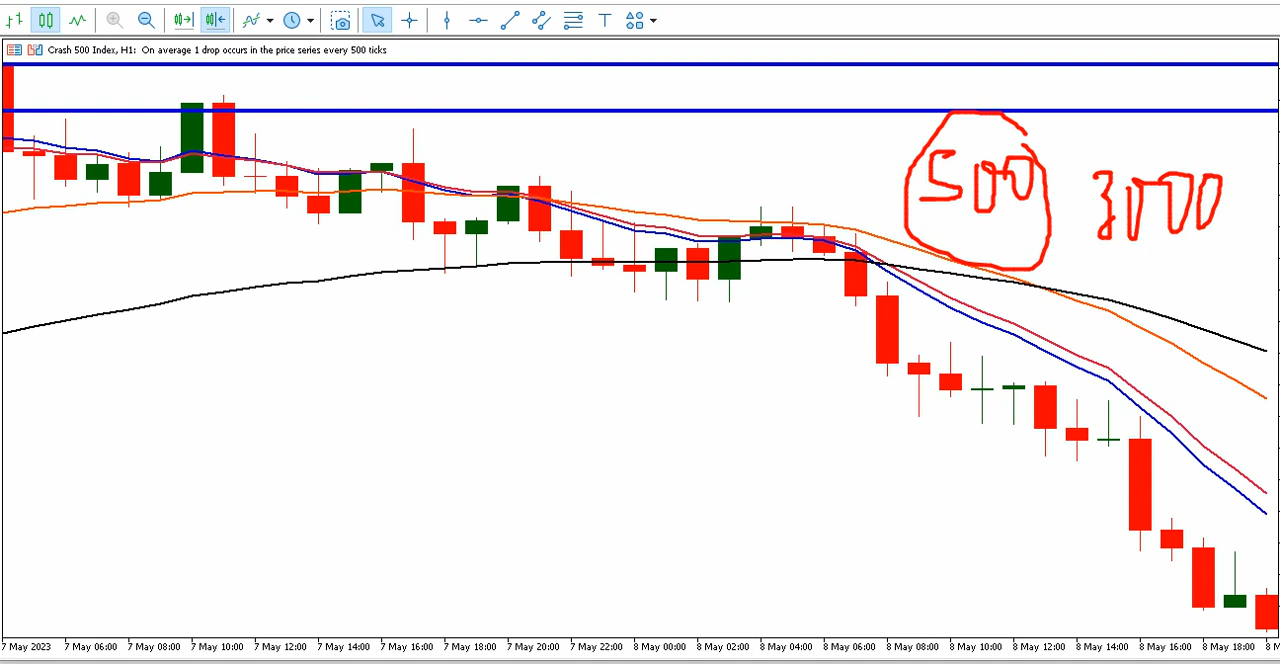 Crash 500 Index, H1: On average 1 drop occurs in the price series every 500 ticks
500 3000
7 May 2023 7 May 06:00 7 May 08:00 7 May 10:00 7 May 12:00 7 May 14:00 7 May 16:00 7 May 18:00 7 May 20:00 7 May 22:00 8 May 00:00 8 May 02:00 8 May 04:00 8 May 06:00 8 May 08:00 8 May 10:00 8 May 12:00 8 May 14:00 8 May 16:00 8 May 18:00 8 M